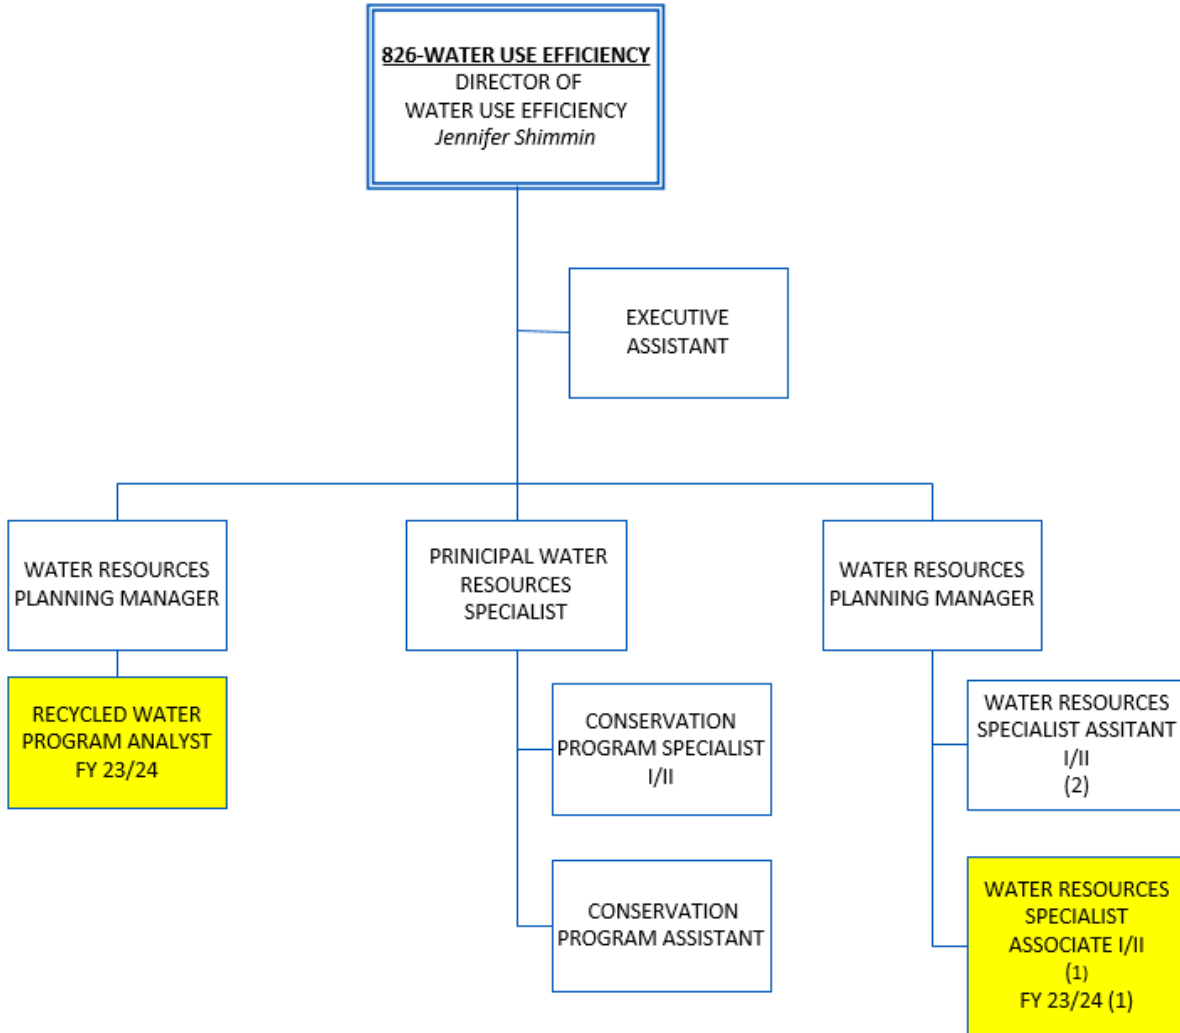 826-WATER USE EFFICIENCY
DIRECTOR OF
WATER USE EFFICIENCY
Jennifer Shimmin
EXECUTIVE
ASSISTANT
WATER RESOURCES
PLANNING MANAGER
PRINICIPAL WATER
RESOURCES
SPECIALIST
WATER RESOURCES
PLANNING MANAGER
RECYCLED WATER
PROGRAM ANALYST
FY 23/24
CONSERVATION
PROGRAM SPECIALIST
I/II
WATER RESOURCES
SPECIALIST ASSITANT
I/II
(2)
CONSERVATION
PROGRAM ASSISTANT
WATER RESOURCES
SPECIALIST
ASSOCIATE I/II
(1)
FY 23/24 (1)